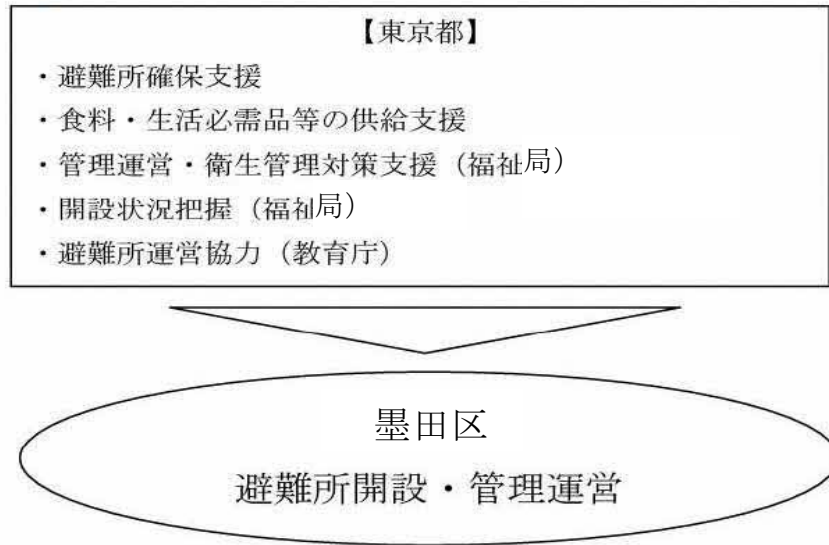 【東京都】
・避難所確保支援
・食料・生活必需品等の供給支援
・管理運営・衛生管理対策支援（福祉局）
・開設状況把握（福祉局）
・避難所運営協力（教育庁）
墨田区
避難所開設・管理運営